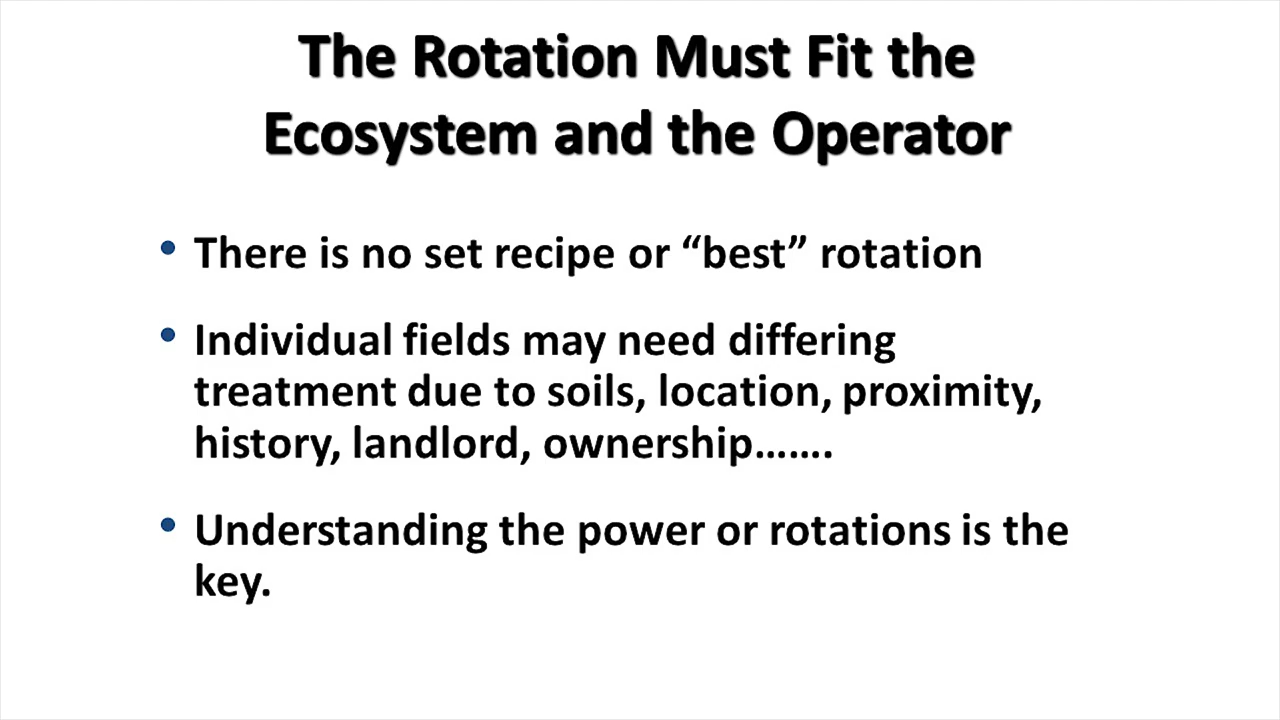 The Rotation Must Fit the
Ecosystem and the Operator
• There is no set recipe or “best” rotation
• Individual fields may need differing
treatment due to soils, location, proximity,
history, landlord, ownership…….
• Understanding the power or rotations is the
key.